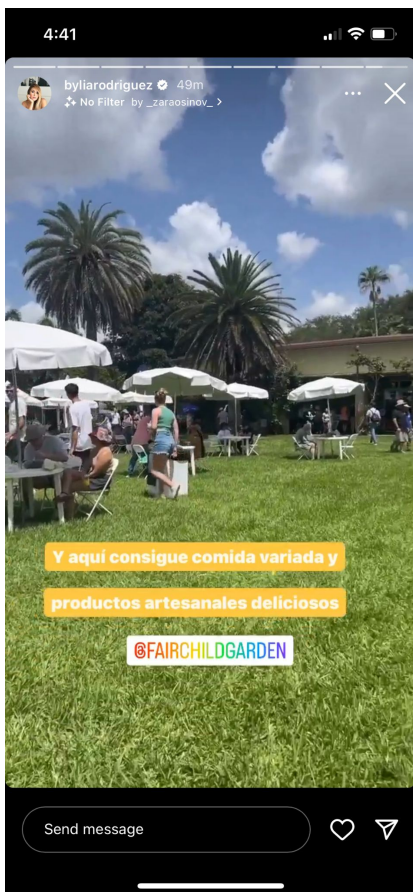 4:41
byliarodriguez 49m
No Filter by _zaraosinov_ >
Y aquí consigue comida variada y
productos artesanales deliciosos
@FAIRCHILDGARDEN
Send message